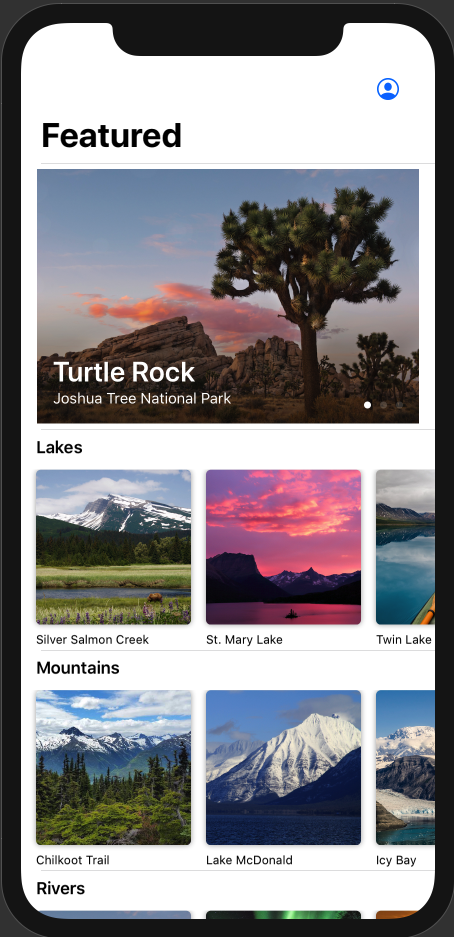 Featured
Turtle Rock
Joshua Tree National Park
Lakes
Silver Salmon Creek
St. Mary Lake
Twin Lake
Mountains
Chilkoot Trail
Lake McDonald
Icy Bay
Rivers